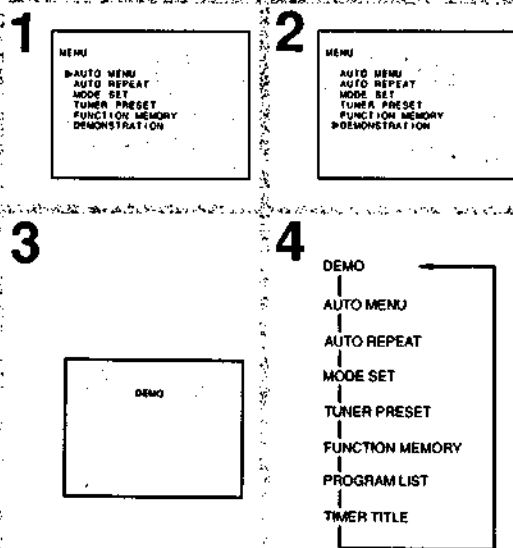 1
MENU
AUTO MENU
AUTO REPEAT
MODE SET
TUNER PRESET
FUNCTION MEMORY
DEMONSTRATION
2
MENU
AUTO MENU
AUTO REPEAT
MODE SET
TUNER PRESET
FUNCTION MEMORY
DEMONSTRATION
3
DEMO
4
DEMO
AUTO MENU
AUTO REPEAT
MODE SET
TUNER PRESET
FUNCTION MEMORY
PROGRAM LIST
TIMER TITLE